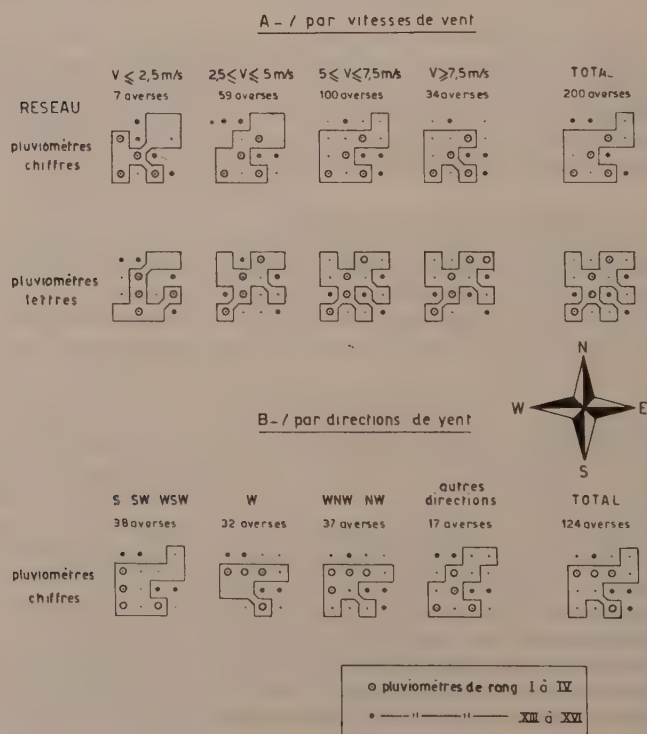 A_/ par vitesses de vent
V ⩽ 2,5 m/s 2,5 ⩽ V ⩽ 5 m/s 5 ⩽ V ⩽ 7,5 m/s V ⩾ 7,5 m/s TOTAL
RESEAU 7 averses 59 averses 100 averses 34 averses 200 averses
pluviomètres
chiffres
pluviomètres
lettres
N
W E
S
B_/ par directions de vent
S SW WSW W WNW NW autres directions TOTAL
38 averses 32 averses 37 averses 17 averses 124 averses
pluviomètres
chiffres
⊙ pluviomètres de rang I à IV
• —"—"— XIII à XVI